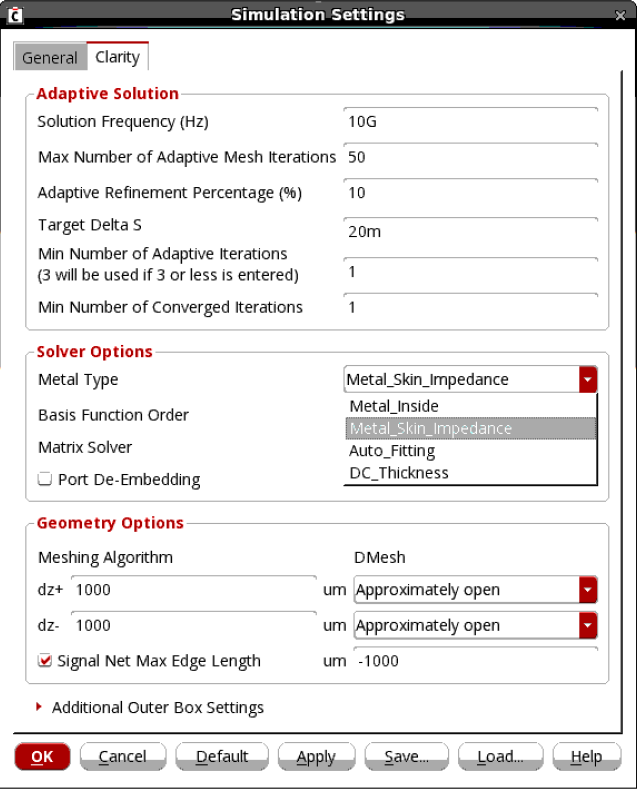 Simulation Settings
General
Clarity
Adaptive Solution
Solution Frequency (Hz) 10G
Max Number of Adaptive Mesh Iterations 50
Adaptive Refinement Percentage (%) 10
Target Delta S 20m
Min Number of Adaptive Iterations
(3 will be used if 3 or less is entered) 1
Min Number of Converged Iterations 1
Solver Options
Metal Type Metal_Skin_Impedance
Metal_Inside
Basis Function Order Metal_Skin_Impedance
Matrix Solver Auto_Fitting
Port De-Embedding DC_Thickness
Geometry Options
Meshing Algorithm DMesh
dz+ 1000 um Approximately open
dz- 1000 um Approximately open
Signal Net Max Edge Length um -1000
Additional Outer Box Settings
OK Cancel Default Apply Save... Load... Help